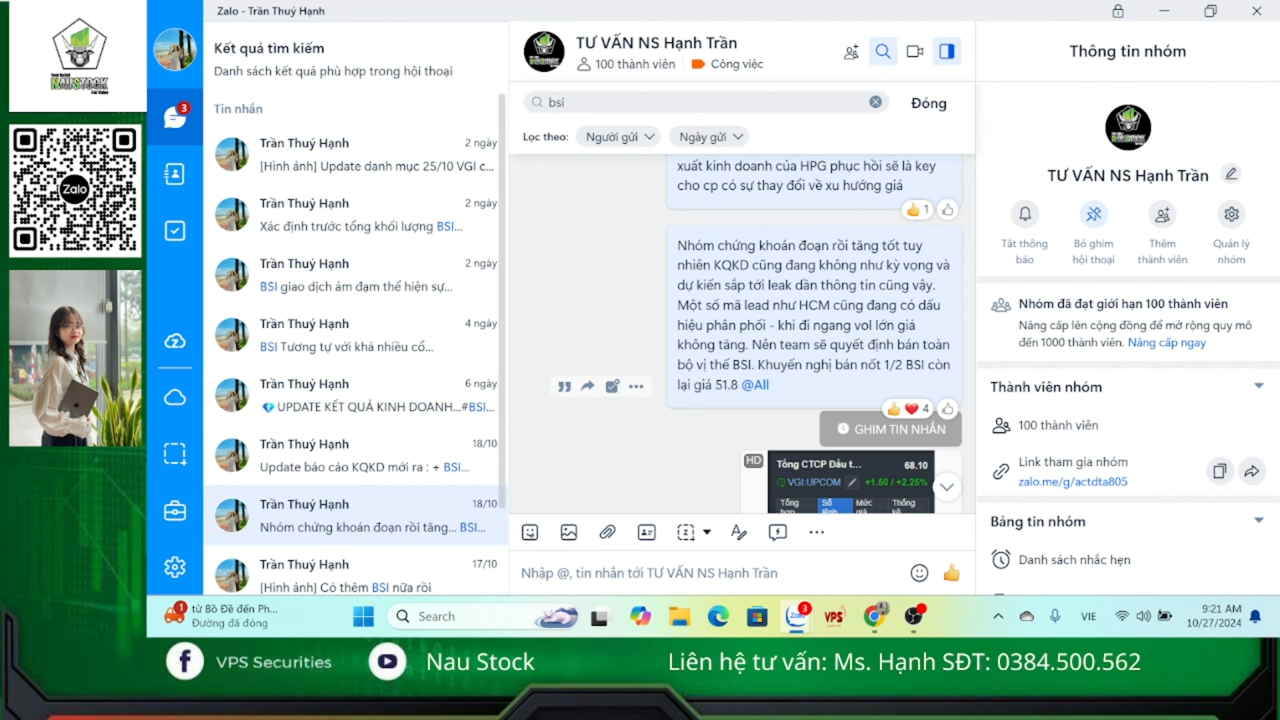 Zalo - Trần Thuý Hạnh
NAUSTOCK
Zalo
3
Kết quả tìm kiếm
Danh sách kết quả phù hợp trong hội thoại
Tin nhắn
Trần Thuý Hạnh
2 ngày
[Hình ảnh] Update danh mục 25/10 VGI c...
Trần Thuý Hạnh
2 ngày
Xác định trước tổng khối lượng BSI...
Trần Thuý Hạnh
2 ngày
BSI giao dịch ảm đạm thể hiện sự...
Trần Thuý Hạnh
4 ngày
BSI Tương tự với khá nhiều cổ...
Trần Thuý Hạnh
6 ngày
💎UPDATE KẾT QUẢ KINH DOANH...#BSI...
Trần Thuý Hạnh
18/10
Update báo cáo KQKD mới ra : + BSI...
Trần Thuý Hạnh
18/10
Nhóm chứng khoán đoạn rồi tăng... BSI...
Trần Thuý Hạnh
17/10
[Hình ảnh] Có thêm BSI nữa rồi
TƯ VẤN NS Hạnh Trần
100 thành viên
Công việc
bsi
Đóng
Lọc theo:
Người gửi
Ngày gửi
xuất kinh doanh của HPG phục hồi sẽ là key
cho cp có sự thay đổi về xu hướng giá
👍 1
Nhóm chứng khoán đoạn rồi tăng tốt tuy
nhiên KQKD cũng đang không như kỳ vọng và
dự kiến sắp tới leak dần thông tin cũng vậy.
Một số mã lead như HCM cũng đang có dấu
hiệu phân phối - khi đi ngang vol lớn giá
không tăng. Nên team sẽ quyết định bán toàn
bộ vị thế BSI. Khuyến nghị bán nốt 1/2 BSI còn
lại giá 51.8 @All
👍❤️ 4
GHIM TIN NHẮN
HD
Tổng CTCP Đầu t...
68.10
VGI:UPCOM
+1.50 / +2.25%
Tổng
Số
Mức
Thống
Nhập @, tin nhắn tới TƯ VẤN NS Hạnh Trần
Thông tin nhóm
TƯ VẤN NS Hạnh Trần
Tắt thông
báo
Bỏ ghim
hội thoại
Thêm
thành viên
Quản lý
nhóm
Nhóm đã đạt giới hạn 100 thành viên
Nâng cấp lên cộng đồng để mở rộng quy mô
đến 1000 thành viên. Nâng cấp ngay
Thành viên nhóm
100 thành viên
Link tham gia nhóm
zalo.me/g/actdta805
Bảng tin nhóm
Danh sách nhắc hẹn
1
từ Bồ Đề đến Ph...
Đường đã đóng
Search
Zalo
3
VPS
VIE
9:21 AM
10/27/2024
VPS Securities
Nau Stock
Liên hệ tư vấn: Ms. Hạnh SĐT: 0384.500.562